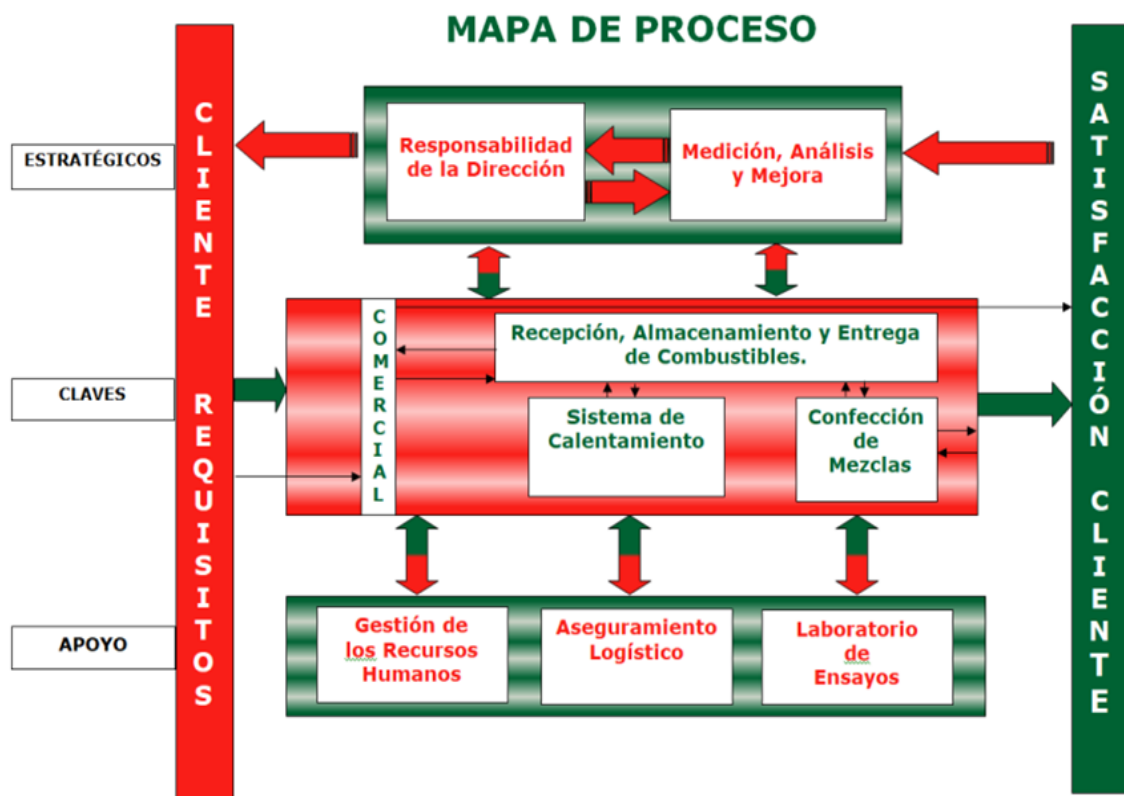 MAPA DE PROCESO
CLIENTE REQUISITOS
ESTRATÉGICOS
Responsabilidad
de la Dirección
Medición, Análisis
y Mejora
CLAVES
COMERCIAL
Recepción, Almacenamiento y Entrega
de Combustibles.
Sistema de
Calentamiento
Confección
de
Mezclas
APOYO
Gestión de
los Recursos
Humanos
Aseguramiento
Logístico
Laboratorio
de
Ensayos
SATISFACCIÓN CLIENTE